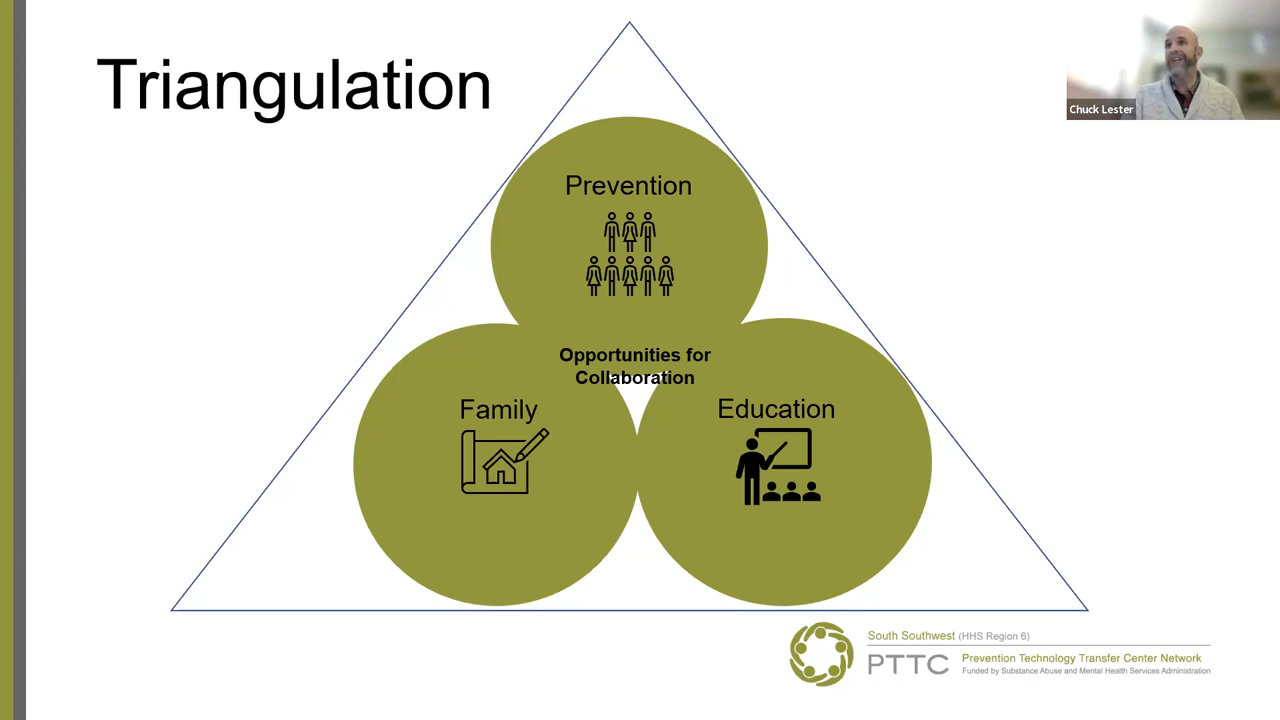 Triangulation
Chuck Lester
Prevention
Opportunities for
Collaboration
Family
Education
South Southwest (HHS Region 6)
PTTC
Prevention Technology Transfer Center Network
Funded by Substance Abuse and Mental Health Services Administration